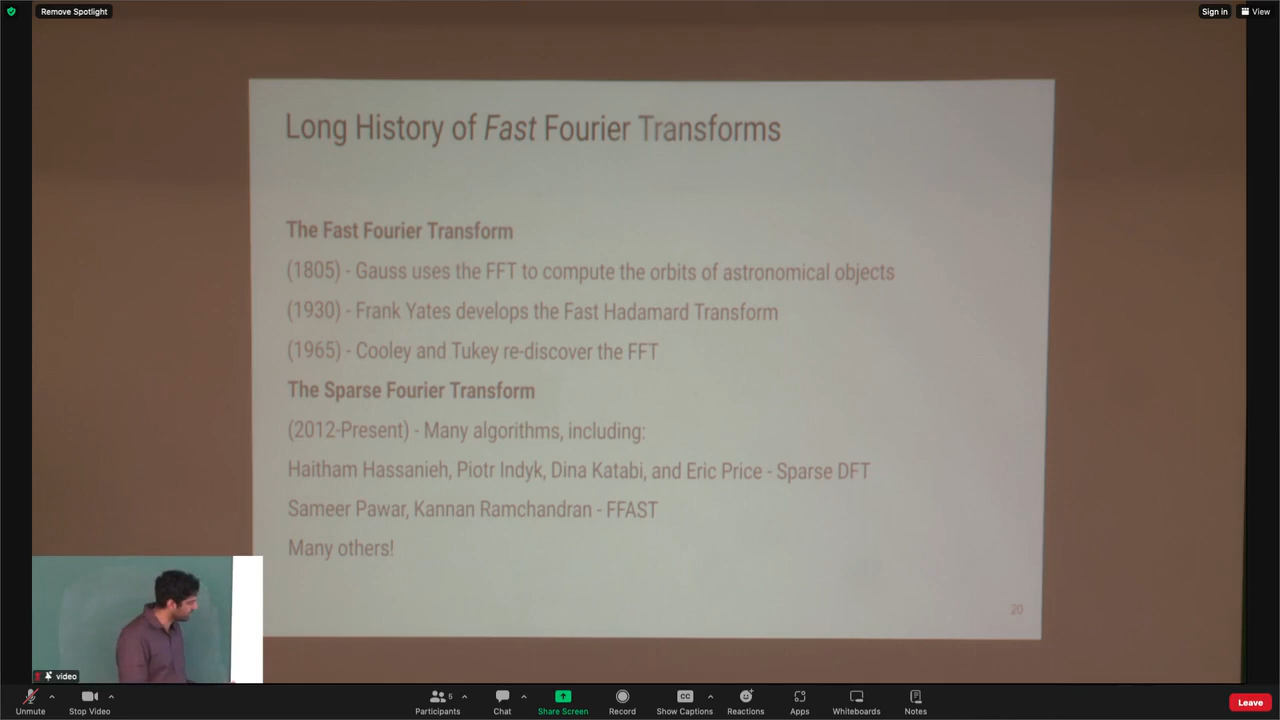 Remove Spotlight
Sign in
View
Long History of Fast Fourier Transforms
The Fast Fourier Transform
(1805) - Gauss uses the FFT to compute the orbits of astronomical objects
(1930) - Frank Yates develops the Fast Hadamard Transform
(1965) - Cooley and Tukey re-discover the FFT
The Sparse Fourier Transform
(2012-Present) - Many algorithms, including:
Haitham Hassanieh, Piotr Indyk, Dina Katabi, and Eric Price - Sparse DFT
Sameer Pawar, Kannan Ramchandran - FFAST
Many others!
20
video
Unmute
Stop Video
Participants
5
Chat
Share Screen
Record
CC
Show Captions
Reactions
Apps
Whiteboards
Notes
Leave